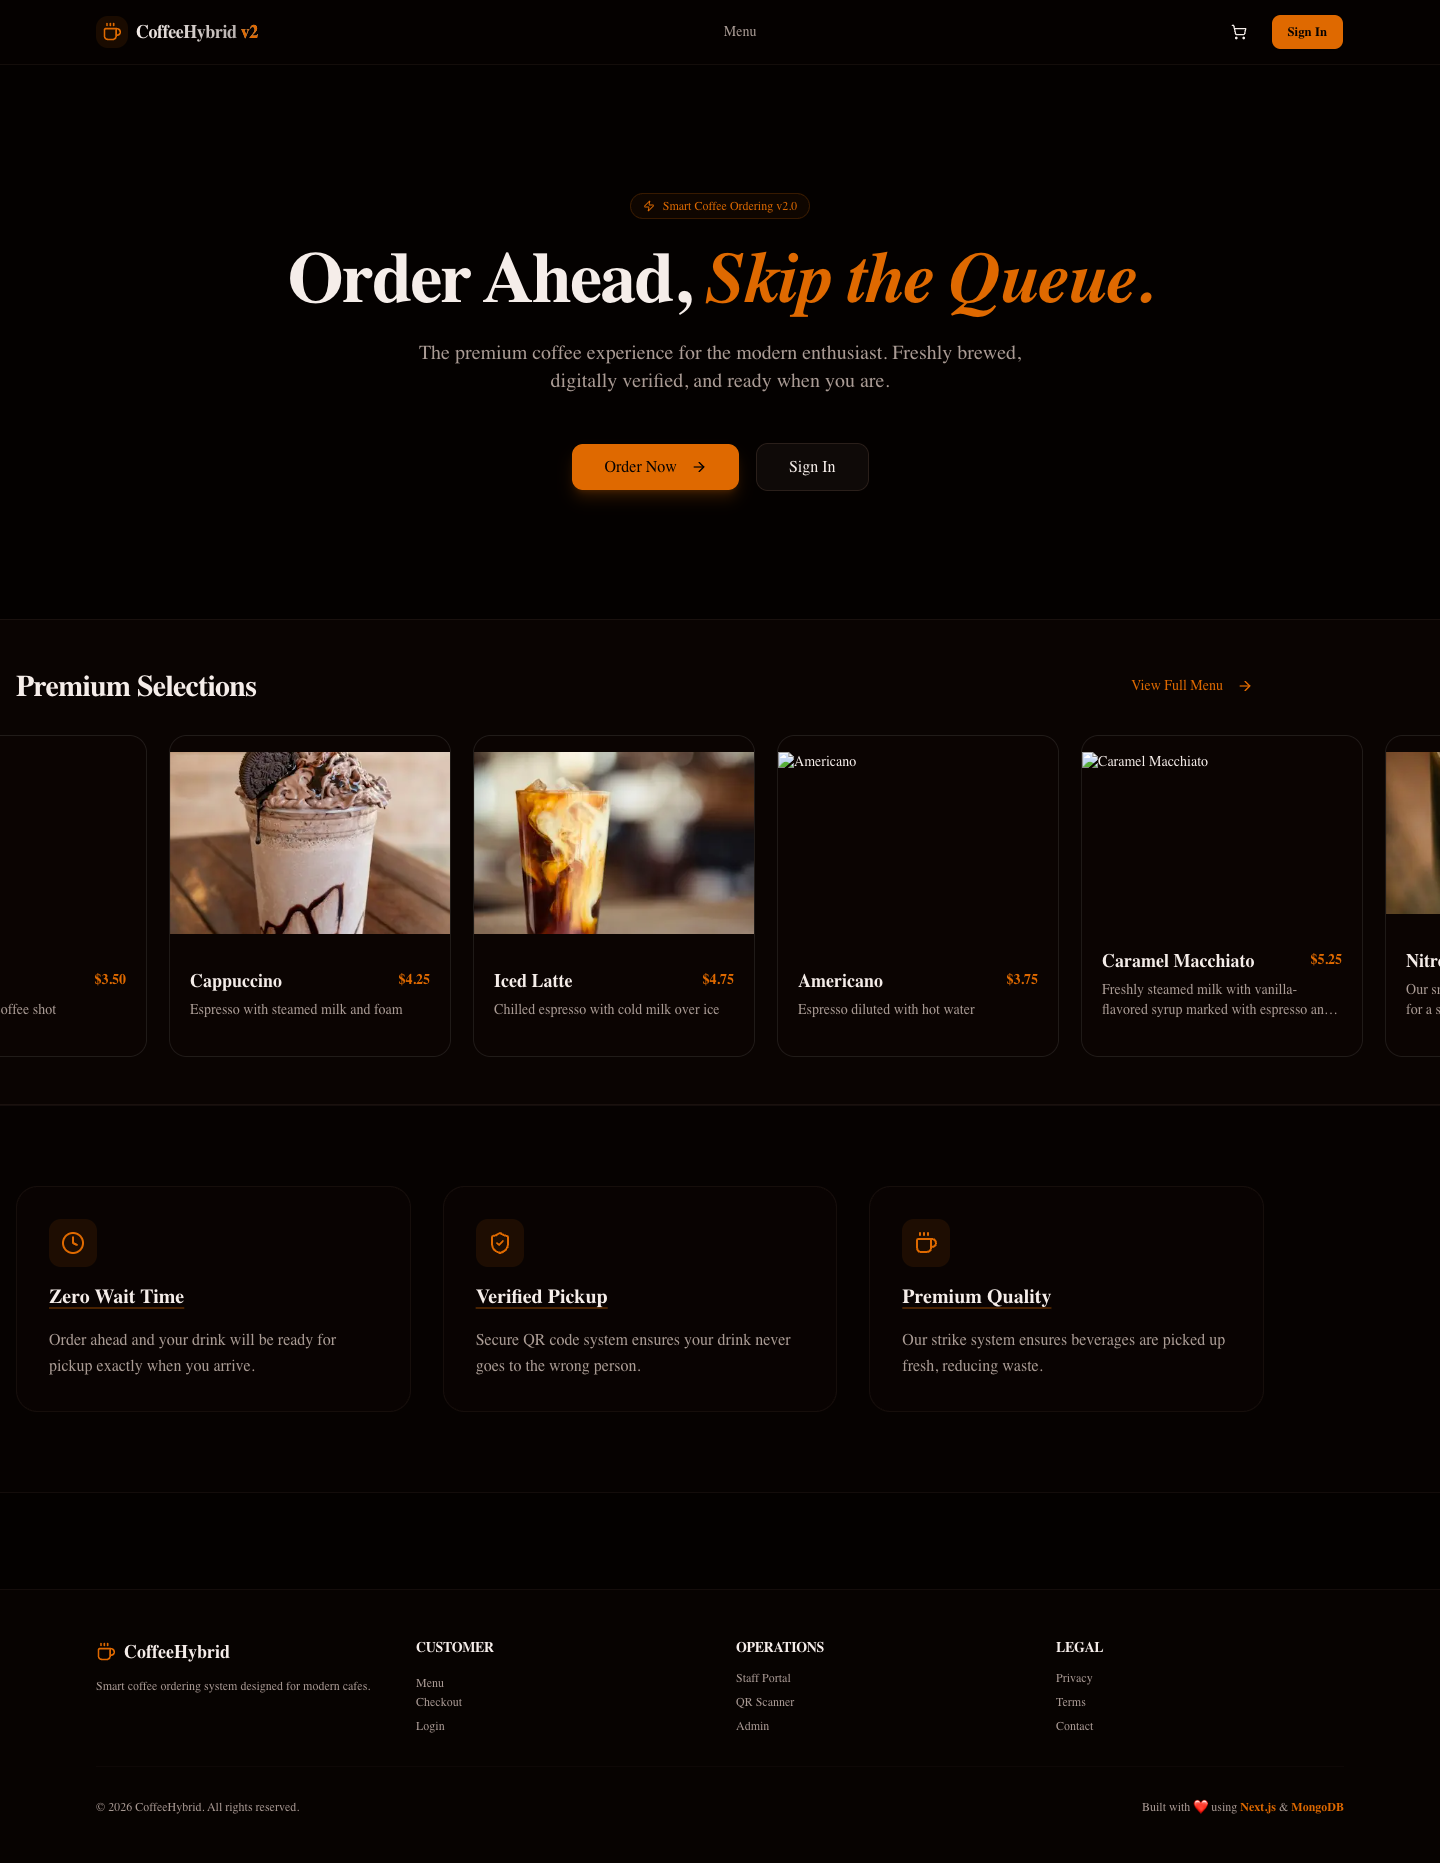 CoffeeHybrid v2
Menu
Sign In
Smart Coffee Ordering v2.0
Order Ahead, Skip the Queue.
The premium coffee experience for the modern enthusiast. Freshly brewed,
digitally verified, and ready when you are.
Order Now
Sign In
Premium Selections
View Full Menu
$3.50
offee shot
Cappuccino
$4.25
Espresso with steamed milk and foam
Iced Latte
$4.75
Chilled espresso with cold milk over ice
Americano
Americano
$3.75
Espresso diluted with hot water
Caramel Macchiato
Caramel Macchiato
$5.25
Freshly steamed milk with vanilla-
flavored syrup marked with espresso an…
Nitr
Our s
for a s
Zero Wait Time
Order ahead and your drink will be ready for
pickup exactly when you arrive.
Verified Pickup
Secure QR code system ensures your drink never
goes to the wrong person.
Premium Quality
Our strike system ensures beverages are picked up
fresh, reducing waste.
CoffeeHybrid
Smart coffee ordering system designed for modern cafes.
CUSTOMER
Menu
Checkout
Login
OPERATIONS
Staff Portal
QR Scanner
Admin
LEGAL
Privacy
Terms
Contact
© 2026 CoffeeHybrid. All rights reserved.
Built with ❤️ using Next.js & MongoDB